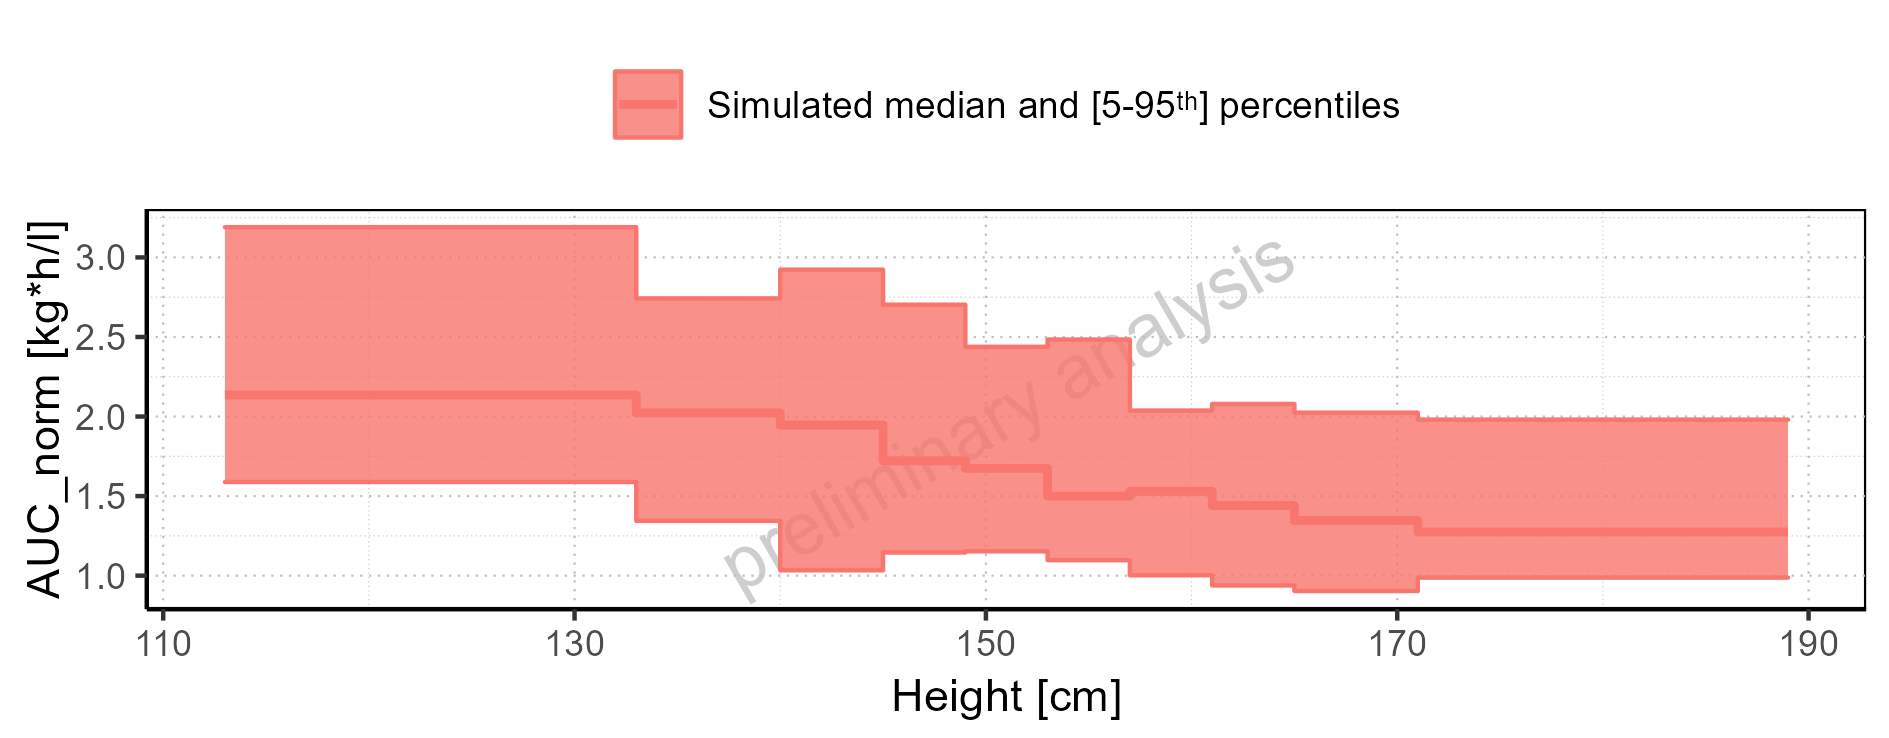 Simulated median and [5-95th] percentiles
AUC_norm [kg*h/l]
3.0
2.5
2.0
1.5
1.0
preliminary analysis
110 130 150 170 190
Height [cm]